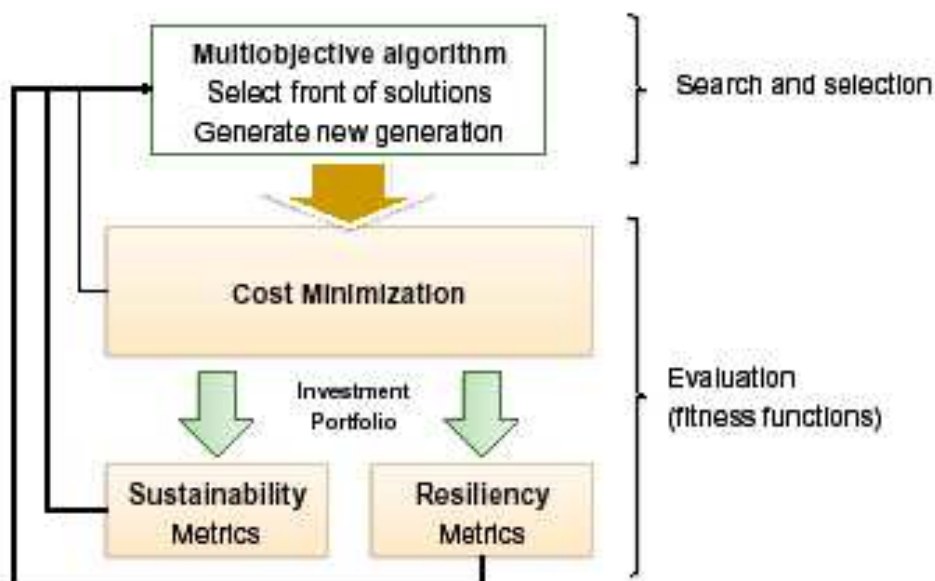 Multiobjective algorithm
Select front of solutions
Generate new generation
Search and selection
Cost Minimization
Investment
Portfolio
Evaluation
(fitness functions)
Sustainability
Metrics
Resiliency
Metrics